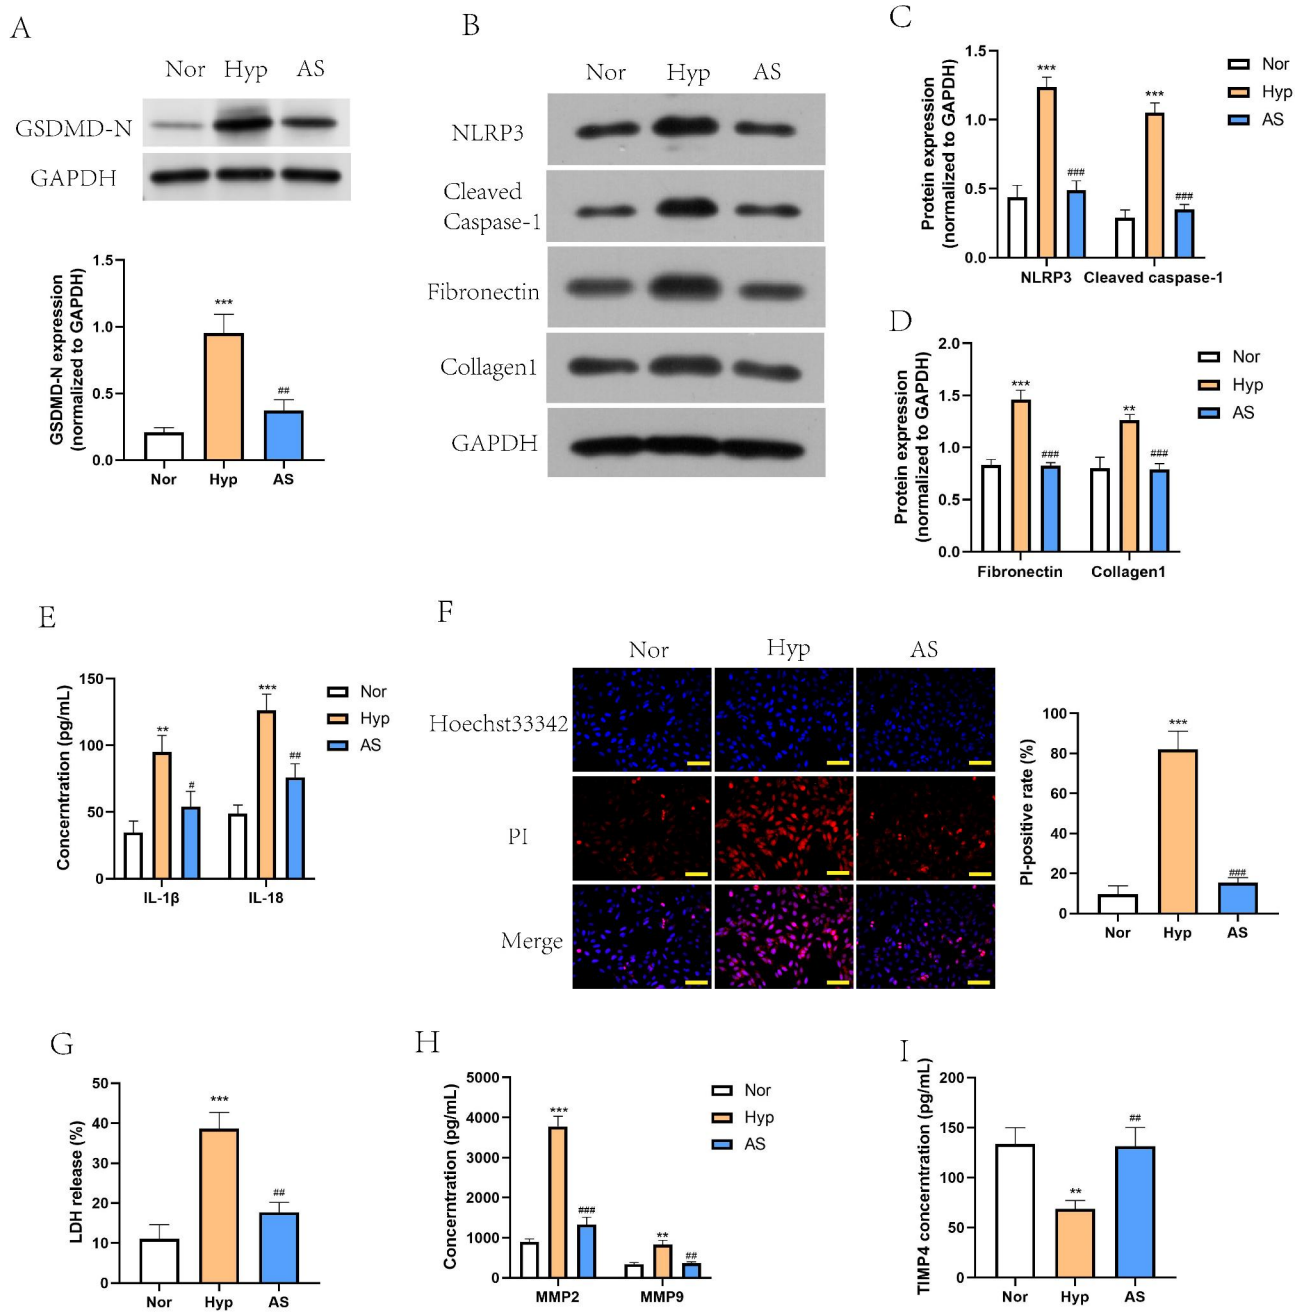 A
Nor Hyp AS
GSDMD-N
GAPDH
GSDMD-N expression
(normalized to GAPDH)
1.5
1.0
0.5
0.0
***
##
Nor Hyp AS
B
Nor Hyp AS
NLRP3
Cleaved
Caspase-1
Fibronectin
Collagen1
GAPDH
C
Protein expression
(normalized to GAPDH)
1.5
1.0
0.5
0.0
***
###
***
###
NLRP3 Cleaved caspase-1
Nor
Hyp
AS
D
Protein expression
(normalized to GAPDH)
2.0
1.5
1.0
0.5
0.0
***
###
**
###
Fibronectin Collagen1
Nor
Hyp
AS
E
Concerntration (pg/mL)
150
100
50
0
**
#
***
##
IL-1β IL-18
Nor
Hyp
AS
F
Nor Hyp AS
Hoechst33342
PI
Merge
PI-positive rate (%)
100
80
60
40
20
0
***
###
Nor Hyp AS
G
LDH release (%)
50
40
30
20
10
0
***
##
Nor Hyp AS
H
Concerntration (pg/mL)
5000
4000
3000
2000
1000
0
***
###
**
##
MMP2 MMP9
Nor
Hyp
AS
I
TIMP4 concerntration (pg/mL)
200
150
100
50
0
**
##
Nor Hyp AS